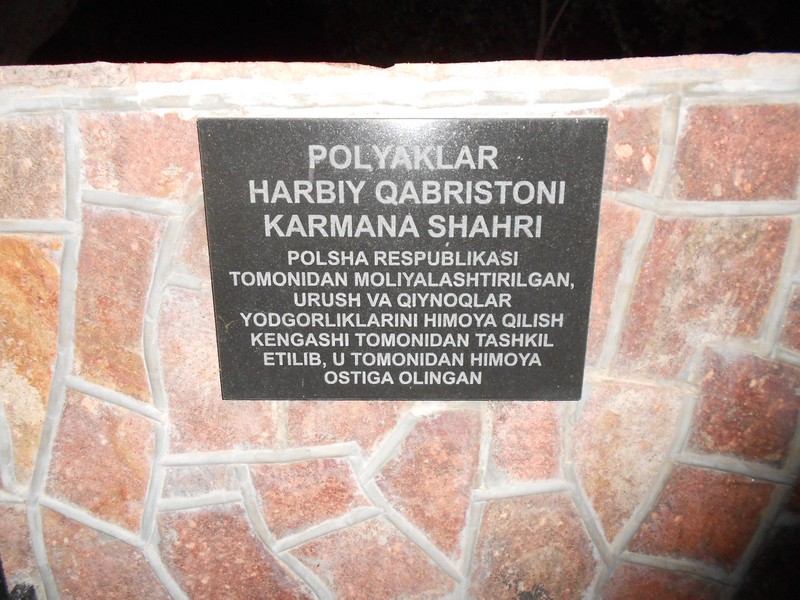 POLYAKLAR
HARBIY QABRISTONI
KARMANA SHAHRI
POLSHA RESPUBLIKASI
TOMONIDAN MOLIYALASHTIRILGAN,
URUSH VA QIYNOQLAR
YODGORLIKLARINI HIMOYA QILISH
KENGASHI TOMONIDAN TASHKIL
ETILIB, U TOMONIDAN HIMOYA
OSTIGA OLINGAN